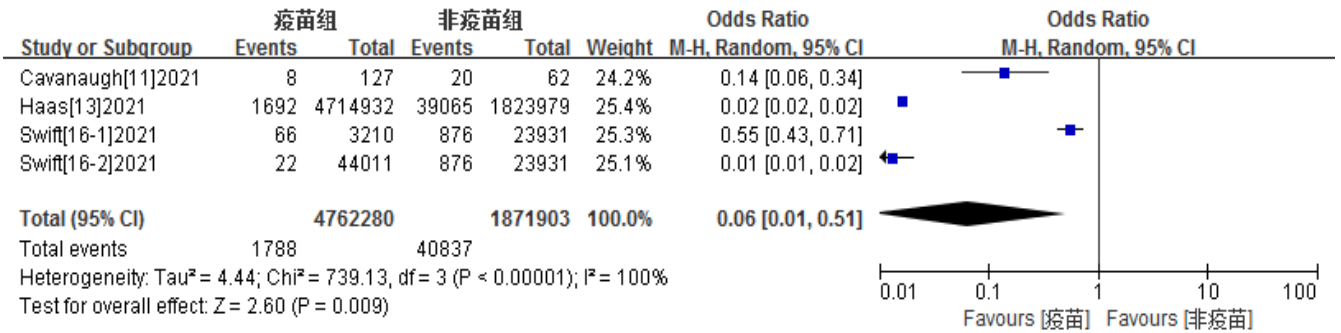 疫苗组 非疫苗组 Odds Ratio Odds Ratio
Study or Subgroup Events Total Events Total Weight M-H, Random, 95% CI M-H, Random, 95% CI
Cavanaugh[11]2021 8 127 20 62 24.2% 0.14 [0.06, 0.34]
Haas[13]2021 1692 4714932 39065 1823979 25.4% 0.02 [0.02, 0.02]
Swift[16-1]2021 66 3210 876 23931 25.3% 0.55 [0.43, 0.71]
Swift[16-2]2021 22 44011 876 23931 25.1% 0.01 [0.01, 0.02]
Total (95% CI) 4762280 1871903 100.0% 0.06 [0.01, 0.51]
Total events 1788 40837
Heterogeneity: Tau² = 4.44; Chi² = 739.13, df = 3 (P < 0.00001); I² = 100%
Test for overall effect: Z = 2.60 (P = 0.009)
0.01 0.1 1 10 100
Favours [疫苗] Favours [非疫苗]